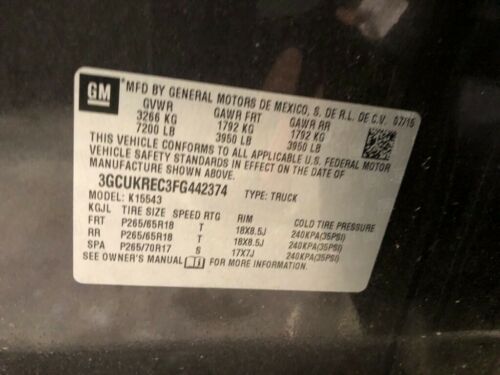 GM
MFD BY GENERAL MOTORS DE MEXICO, S. DE R.L. DE C.V. 07/15
GVWR GAWR FRT GAWR RR
3266 KG 1792 KG 1792 KG
7200 LB 3950 LB 3950 LB
THIS VEHICLE CONFORMS TO ALL APPLICABLE U.S. FEDERAL MOTOR
VEHICLE SAFETY STANDARDS IN EFFECT ON THE DATE OF
MANUFACTURE SHOWN ABOVE.
3GCUKREC3FG442374 TYPE: TRUCK
MODEL: K15543
KGJL TIRE SIZE SPEED RTG RIM COLD TIRE PRESSURE
FRT P265/65R18 T 18X8.5J 240KPA(35PSI)
RR P265/65R18 T 18X8.5J 240KPA(35PSI)
SPA P265/70R17 S 17X7J 240KPA(35PSI)
SEE OWNER'S MANUAL FOR MORE INFORMATION.